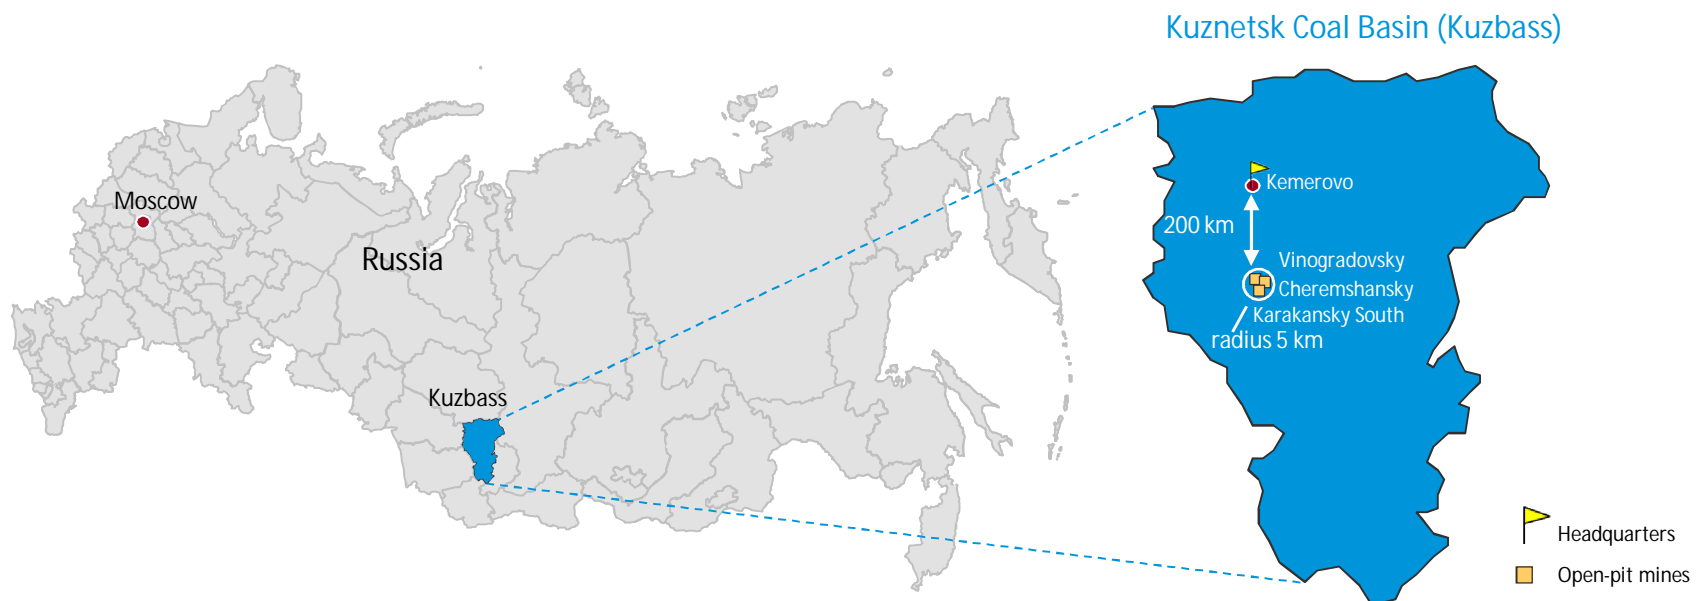 Kuznetsk Coal Basin (Kuzbass)
Moscow
Russia
Kuzbass
Kemerovo
200 km
Vinogradovsky
Cheremshansky
Karakansky South
radius 5 km
Headquarters
Open-pit mines